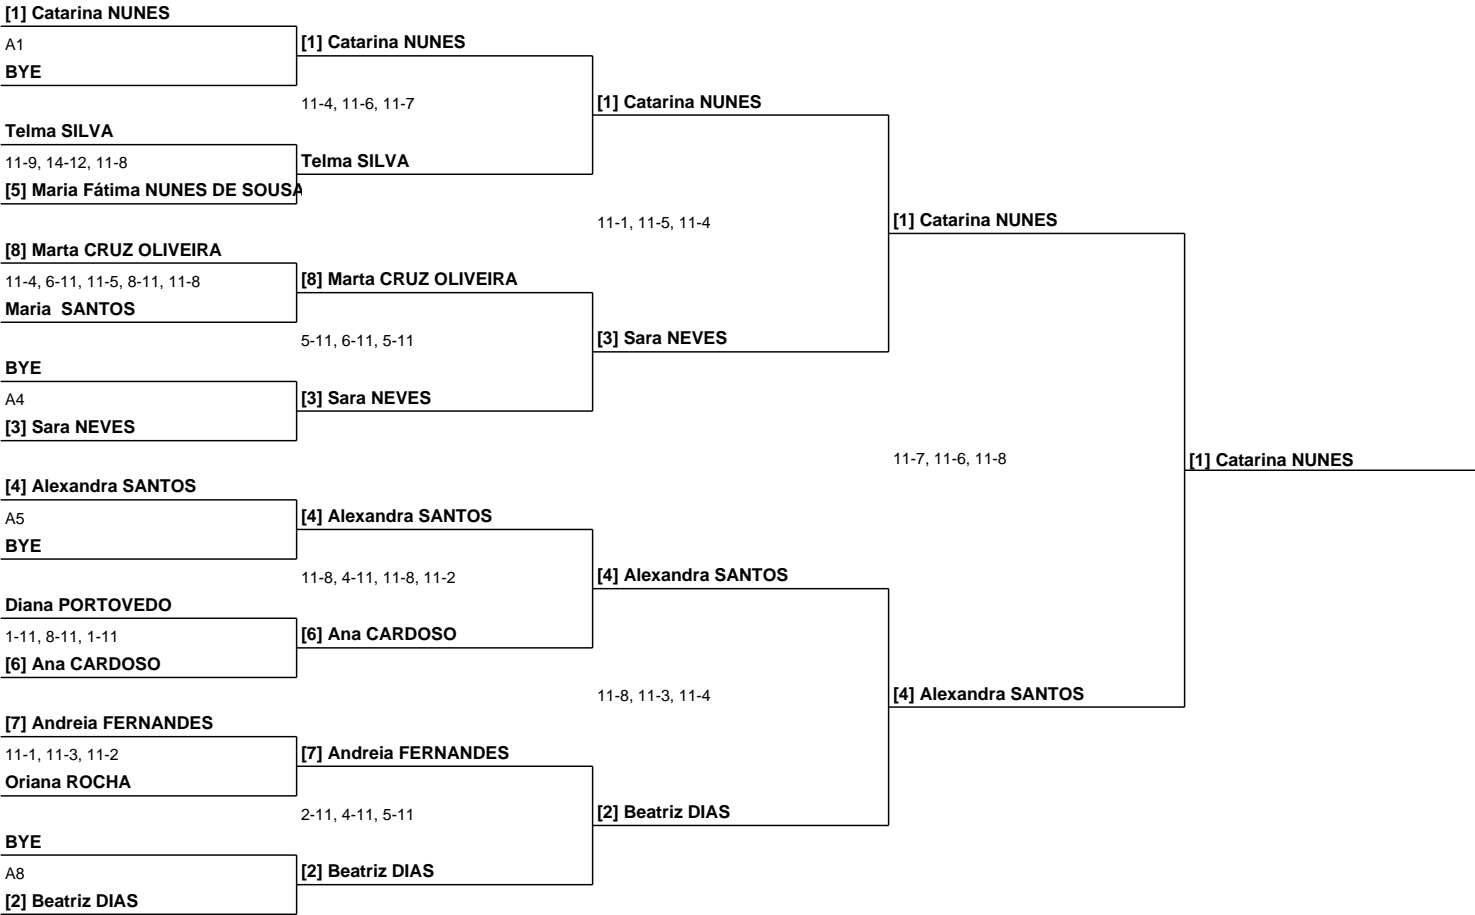 [1] Catarina NUNES
A1
BYE
Telma SILVA
11-9, 14-12, 11-8
[5] Maria Fátima NUNES DE SOUSA
[8] Marta CRUZ OLIVEIRA
11-4, 6-11, 11-5, 8-11, 11-8
Maria  SANTOS
BYE
A4
[3] Sara NEVES
[4] Alexandra SANTOS
A5
BYE
Diana PORTOVEDO
1-11, 8-11, 1-11
[6] Ana CARDOSO
[7] Andreia FERNANDES
11-1, 11-3, 11-2
Oriana ROCHA
BYE
A8
[2] Beatriz DIAS
[1] Catarina NUNES
11-4, 11-6, 11-7
Telma SILVA
[8] Marta CRUZ OLIVEIRA
5-11, 6-11, 5-11
[3] Sara NEVES
[4] Alexandra SANTOS
11-8, 4-11, 11-8, 11-2
[6] Ana CARDOSO
[7] Andreia FERNANDES
2-11, 4-11, 5-11
[2] Beatriz DIAS
[1] Catarina NUNES
11-1, 11-5, 11-4
[3] Sara NEVES
[4] Alexandra SANTOS
11-8, 11-3, 11-4
[2] Beatriz DIAS
[1] Catarina NUNES
11-7, 11-6, 11-8
[4] Alexandra SANTOS
[1] Catarina NUNES